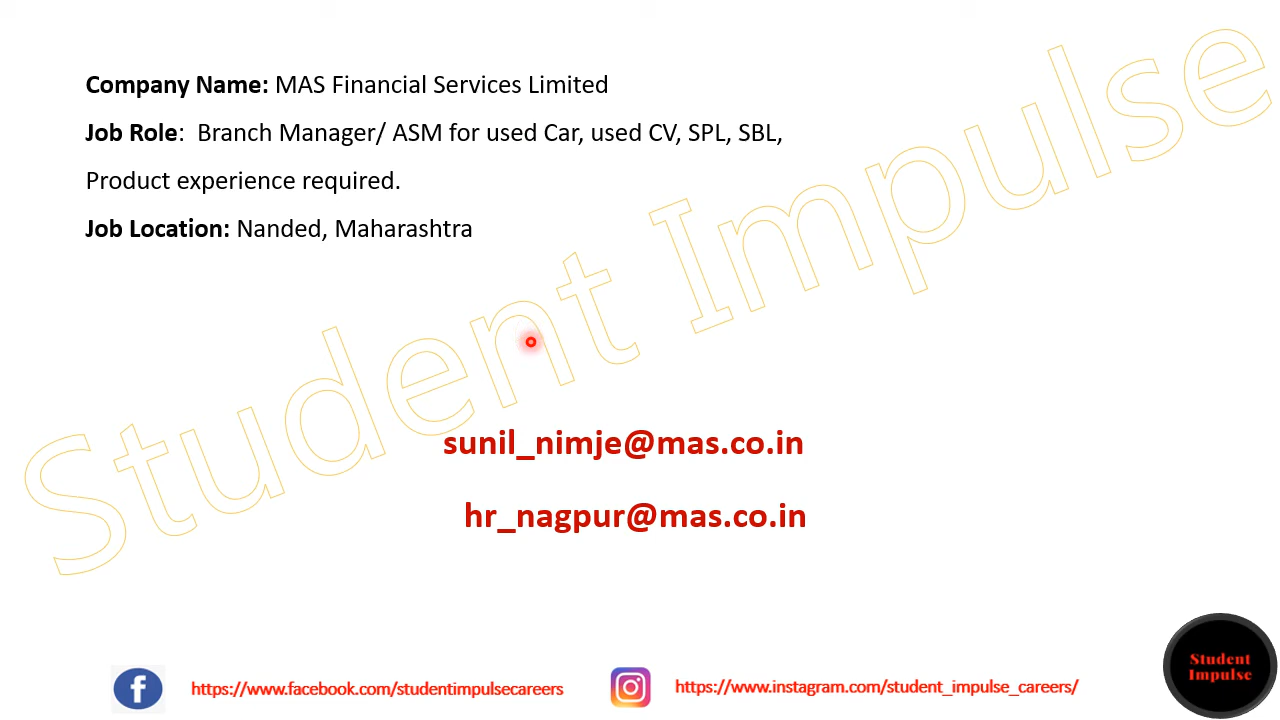 Company Name: MAS Financial Services Limited
Job Role:  Branch Manager/ ASM for used Car, used CV, SPL, SBL,
Product experience required.
Job Location: Nanded, Maharashtra
Student Impulse
sunil_nimje@mas.co.in
hr_nagpur@mas.co.in
https://www.facebook.com/studentimpulsecareers
https://www.instagram.com/student_impulse_careers/
Student
Impulse